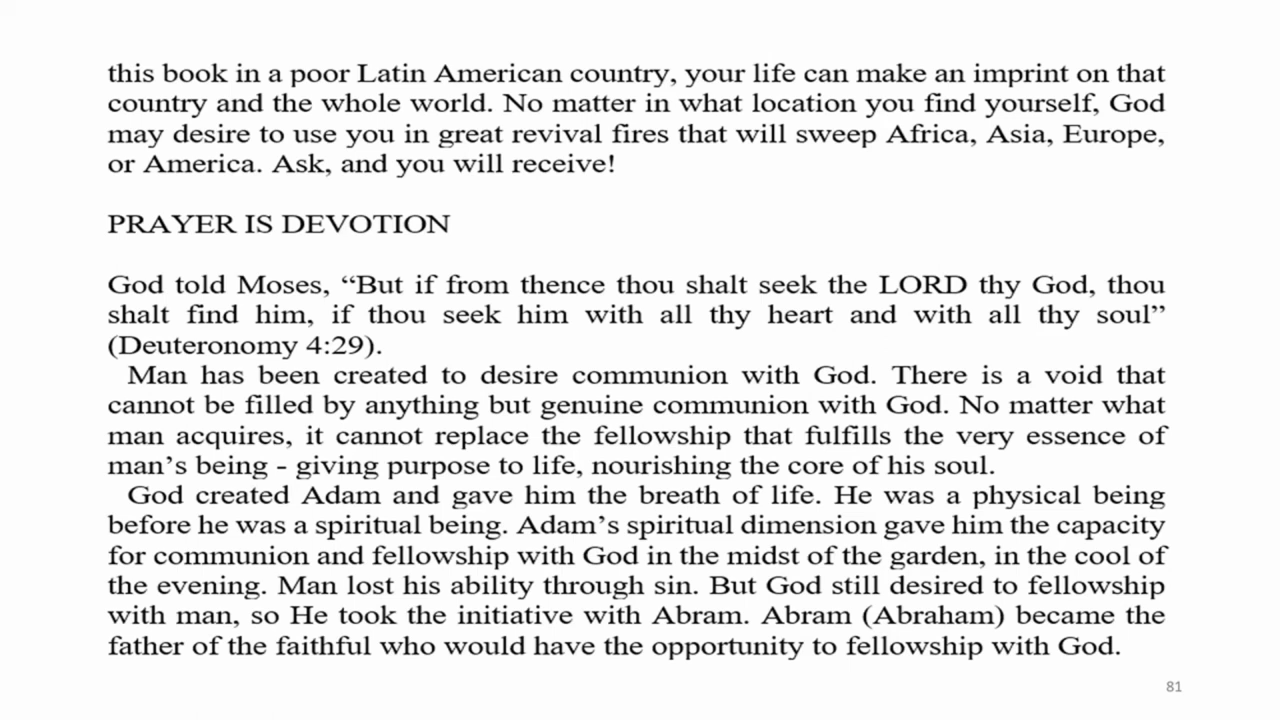 this book in a poor Latin American country, your life can make an imprint on that
country and the whole world. No matter in what location you find yourself, God
may desire to use you in great revival fires that will sweep Africa, Asia, Europe,
or America. Ask, and you will receive!
PRAYER IS DEVOTION
God told Moses, “But if from thence thou shalt seek the LORD thy God, thou
shalt find him, if thou seek him with all thy heart and with all thy soul”
(Deuteronomy 4:29).
Man has been created to desire communion with God. There is a void that
cannot be filled by anything but genuine communion with God. No matter what
man acquires, it cannot replace the fellowship that fulfills the very essence of
man’s being - giving purpose to life, nourishing the core of his soul.
God created Adam and gave him the breath of life. He was a physical being
before he was a spiritual being. Adam’s spiritual dimension gave him the capacity
for communion and fellowship with God in the midst of the garden, in the cool of
the evening. Man lost his ability through sin. But God still desired to fellowship
with man, so He took the initiative with Abram. Abram (Abraham) became the
father of the faithful who would have the opportunity to fellowship with God.
81